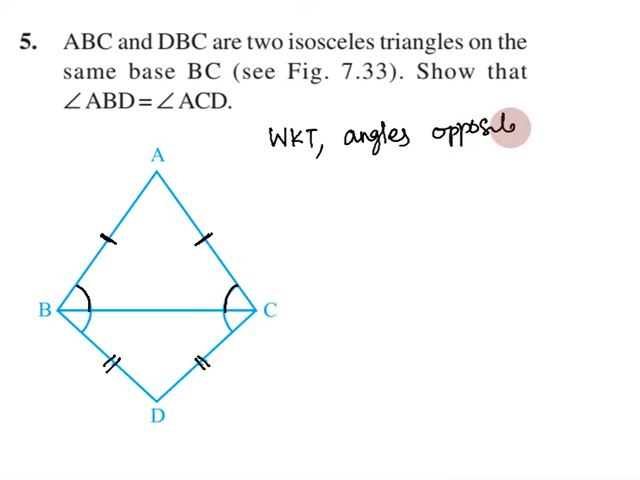 5. ABC and DBC are two isosceles triangles on the
same base BC (see Fig. 7.33). Show that
∠ABD = ∠ACD.
WKT, angles opposite
A
B
C
D